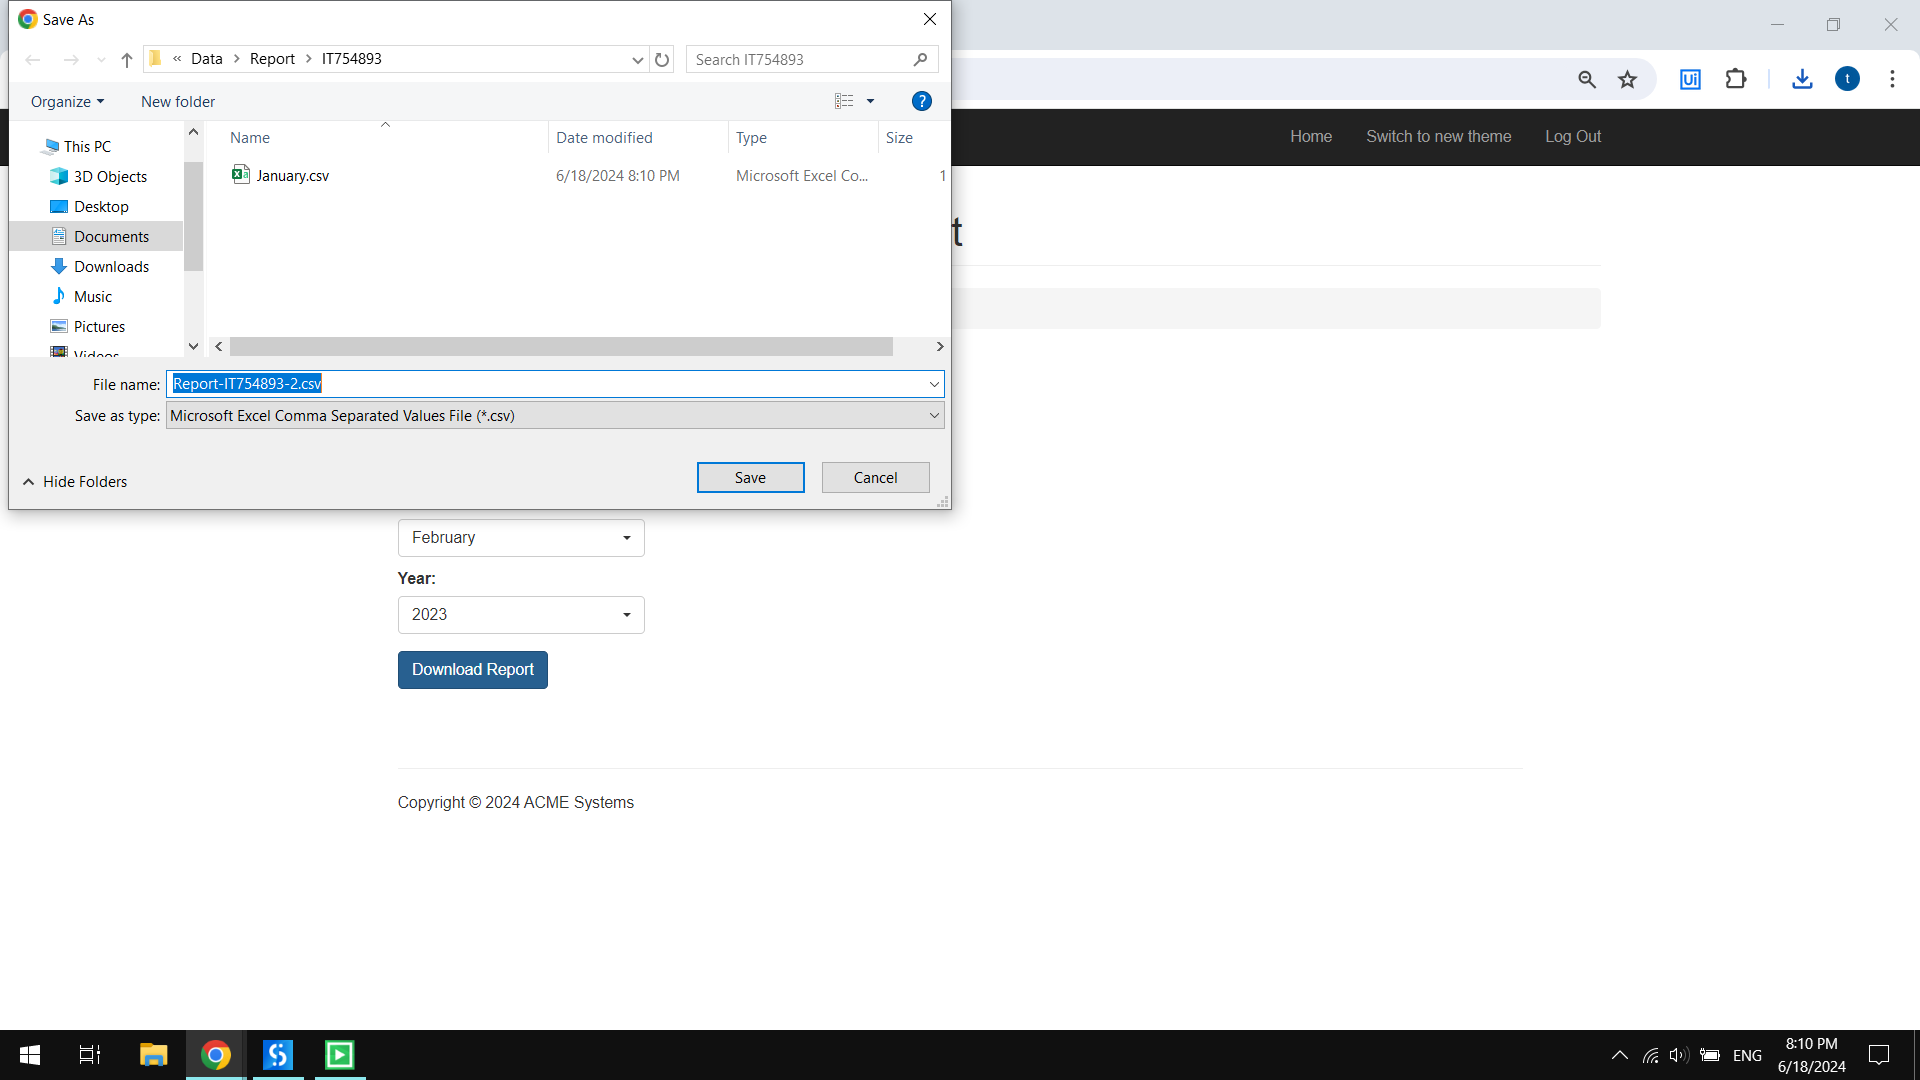 Save As
« Data > Report > IT754893
Search IT754893
Organize
New folder
?
Ui
t
Home
Switch to new theme
Log Out
This PC
3D Objects
Desktop
Documents
Downloads
Music
Pictures
Videos
Name
Date modified
Type
Size
January.csv
6/18/2024 8:10 PM
Microsoft Excel Co...
1
t
File name: Report-IT754893-2.csv
Save as type: Microsoft Excel Comma Separated Values File (*.csv)
Hide Folders
Save
Cancel
February
Year:
2023
Download Report
Copyright © 2024 ACME Systems
ENG
8:10 PM
6/18/2024